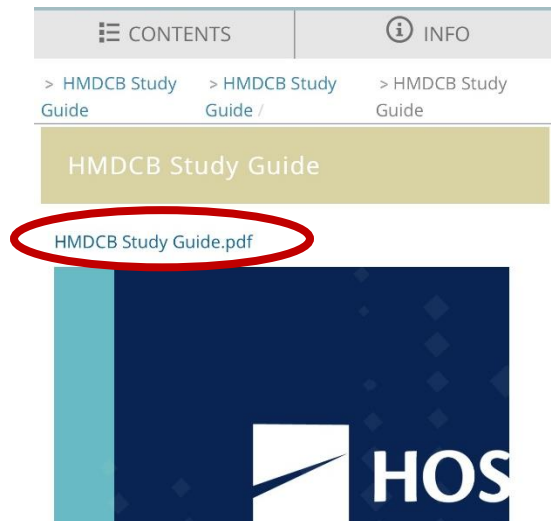 CONTENTS
INFO
> HMDCB Study Guide
> HMDCB Study Guide /
> HMDCB Study Guide
HMDCB Study Guide
HMDCB Study Guide.pdf
HOS